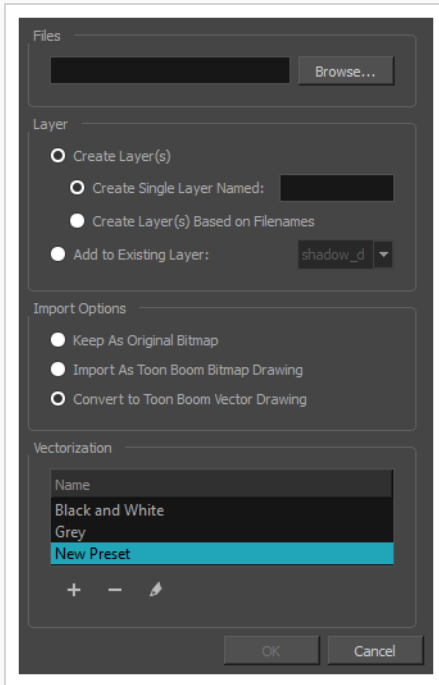 Files
Browse...
Layer
Create Layer(s)
Create Single Layer Named:
Create Layer(s) Based on Filenames
Add to Existing Layer: shadow_d
Import Options
Keep As Original Bitmap
Import As Toon Boom Bitmap Drawing
Convert to Toon Boom Vector Drawing
Vectorization
Name
Black and White
Grey
New Preset
OK Cancel